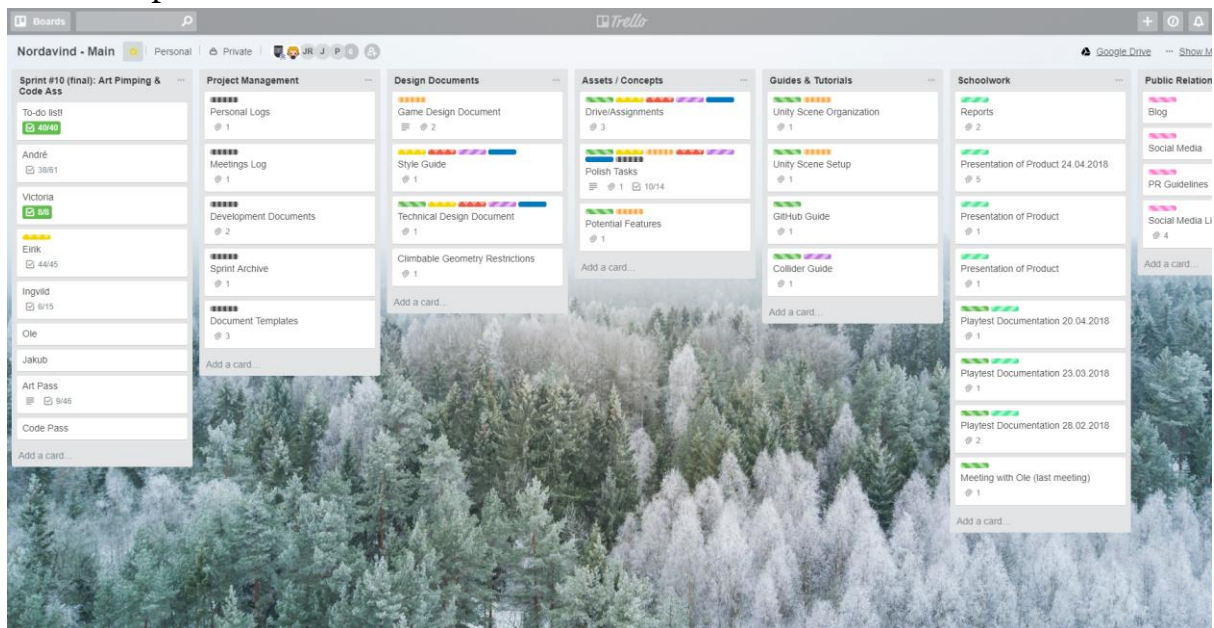 Boards
Trello
Nordavind - Main
Personal
Private
JR
J
P
Google Drive
Show M
Sprint #10 (final): Art Pimping &
Code Ass
To-do list!
40/40
André
38/61
Victoria
8/8
Eirik
44/45
Ingvild
6/15
Ole
Jakub
Art Pass
9/46
Code Pass
Add a card...
Project Management
Personal Logs
1
Meetings Log
1
Development Documents
2
Sprint Archive
1
Document Templates
3
Add a card...
Design Documents
Game Design Document
2
Style Guide
1
Technical Design Document
1
Climbable Geometry Restrictions
1
Add a card...
Assets / Concepts
Drive/Assignments
3
Polish Tasks
1 10/14
Potential Features
1
Add a card...
Guides & Tutorials
Unity Scene Organization
1
Unity Scene Setup
1
GitHub Guide
1
Collider Guide
1
Add a card...
Schoolwork
Reports
2
Presentation of Product 24.04.2018
5
Presentation of Product
1
Presentation of Product
1
Playtest Documentation 20.04.2018
1
Playtest Documentation 23.03.2018
1
Playtest Documentation 28.02.2018
2
Meeting with Ole (last meeting)
1
Add a card...
Public Relation
Blog
Social Media
PR Guidelines
Social Media Li
4
Add a card...